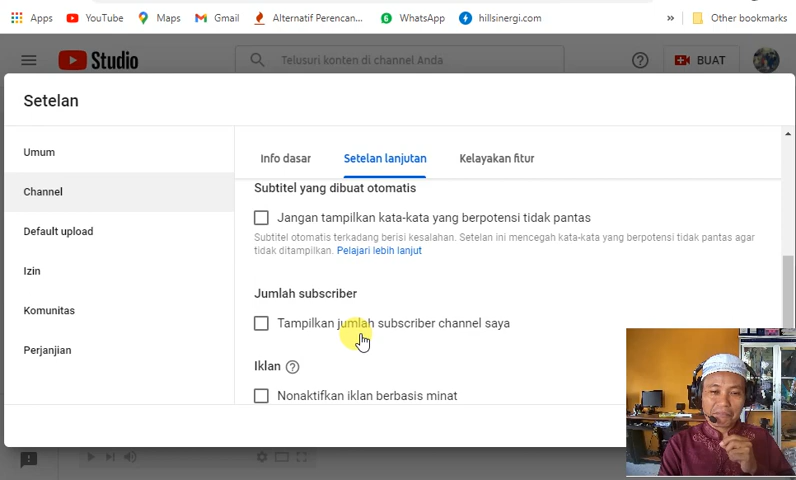 Apps YouTube Maps Gmail Alternatif Perencan... WhatsApp hillsinergi.com » Other bookmarks
Studio Telusuri konten di channel Anda BUAT
Setelan
Umum
Channel
Default upload
Izin
Komunitas
Perjanjian
Info dasar Setelan lanjutan Kelayakan fitur
Subtitel yang dibuat otomatis
Jangan tampilkan kata-kata yang berpotensi tidak pantas
Subtitel otomatis terkadang berisi kesalahan. Setelan ini mencegah kata-kata yang berpotensi tidak pantas agar
tidak ditampilkan. Pelajari lebih lanjut
Jumlah subscriber
Tampilkan jumlah subscriber channel saya
Iklan
Nonaktifkan iklan berbasis minat